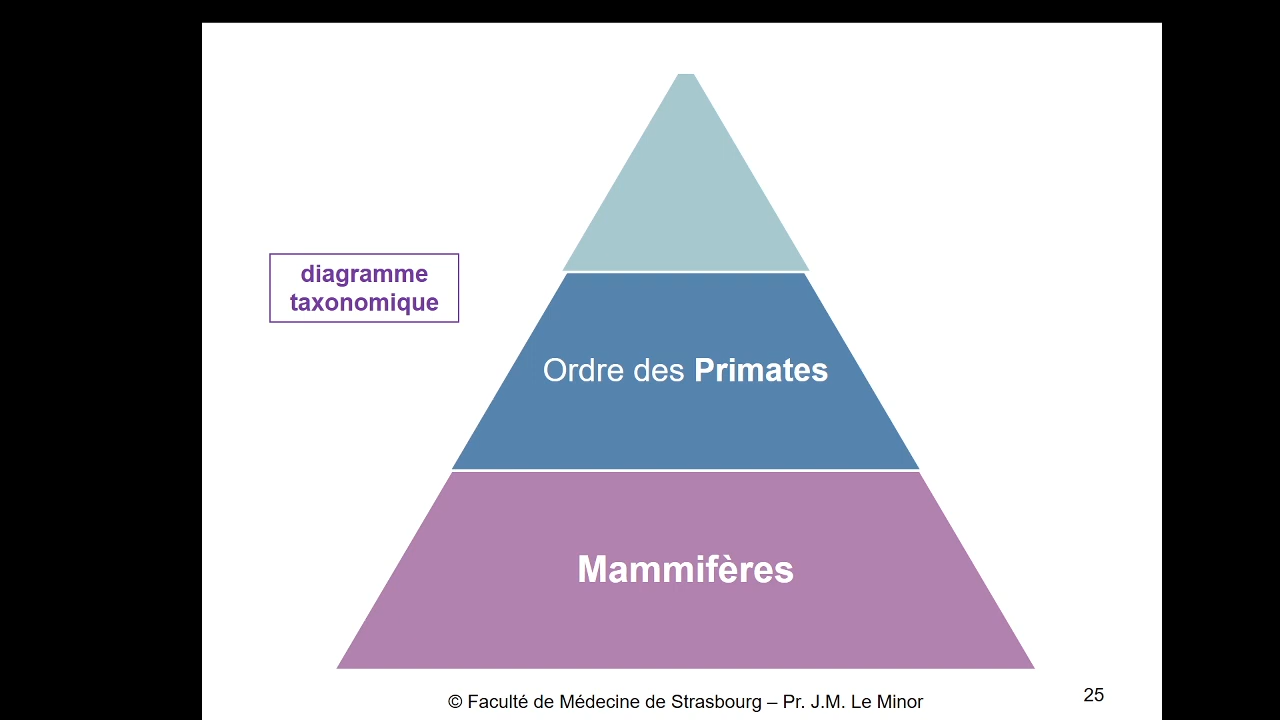 diagramme
taxonomique
Ordre des Primates
Mammifères
© Faculté de Médecine de Strasbourg – Pr. J.M. Le Minor
25